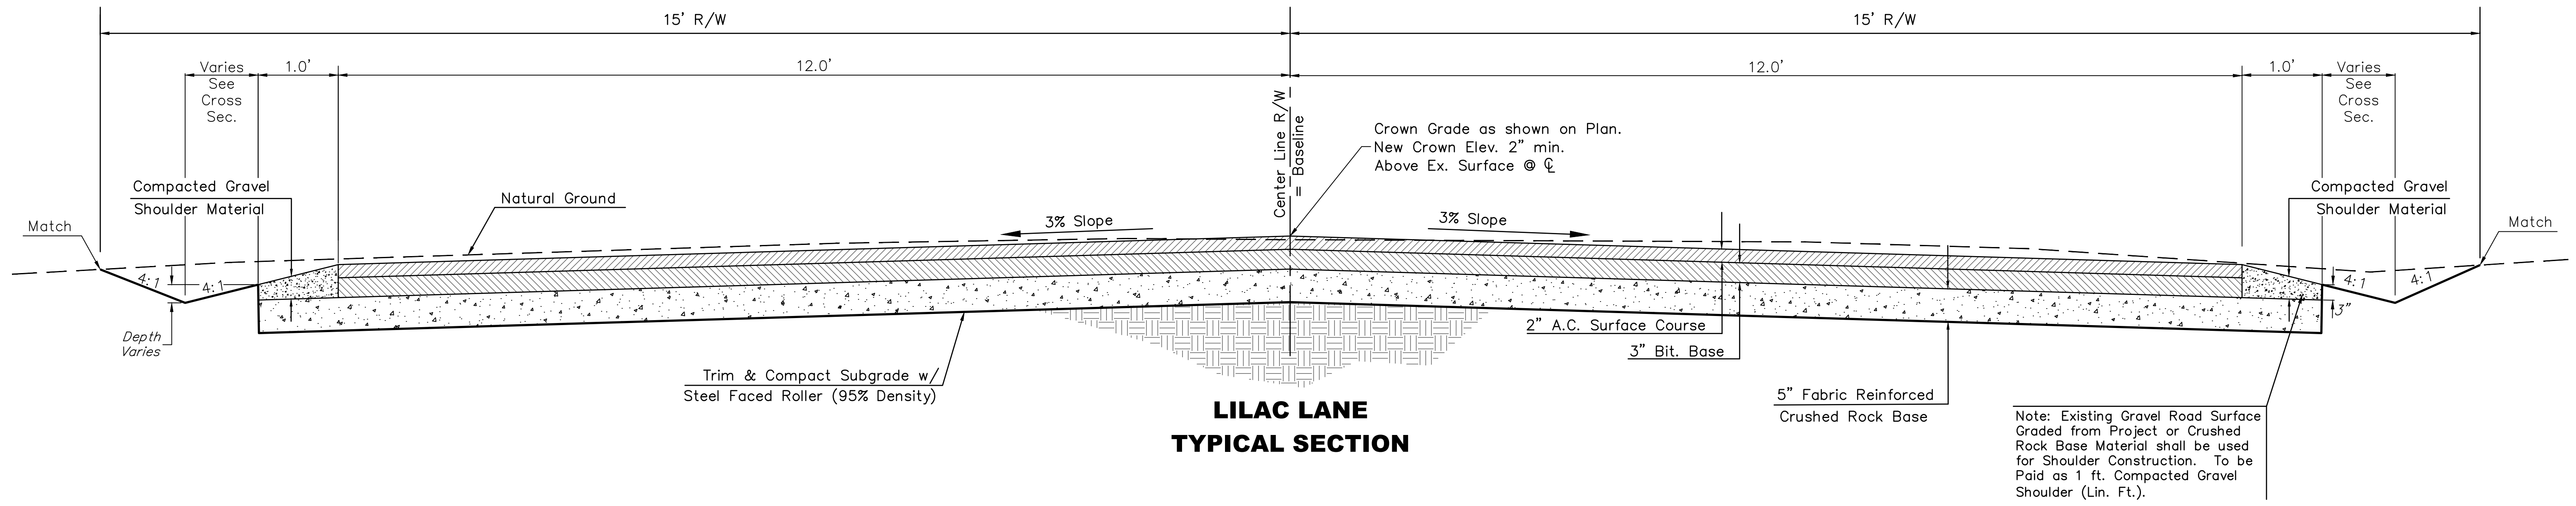 15' R/W
15' R/W
Varies
See
Cross
Sec.
1.0'
12.0'
12.0'
1.0'
Varies
See
Cross
Sec.
Center Line R/W
= Baseline
Crown Grade as shown on Plan.
New Crown Elev. 2" min.
Above Ex. Surface @ ℄
Compacted Gravel
Shoulder Material
Natural Ground
Match
3% Slope
3% Slope
Compacted Gravel
Shoulder Material
Match
4:1
4:1
4:1
4:1
Depth
Varies
3"
2" A.C. Surface Course
3" Bit. Base
Trim & Compact Subgrade w/
Steel Faced Roller (95% Density)
5" Fabric Reinforced
Crushed Rock Base
LILAC LANE
TYPICAL SECTION
Note: Existing Gravel Road Surface
Graded from Project or Crushed
Rock Base Material shall be used
for Shoulder Construction. To be
Paid as 1 ft. Compacted Gravel
Shoulder (Lin. Ft.).